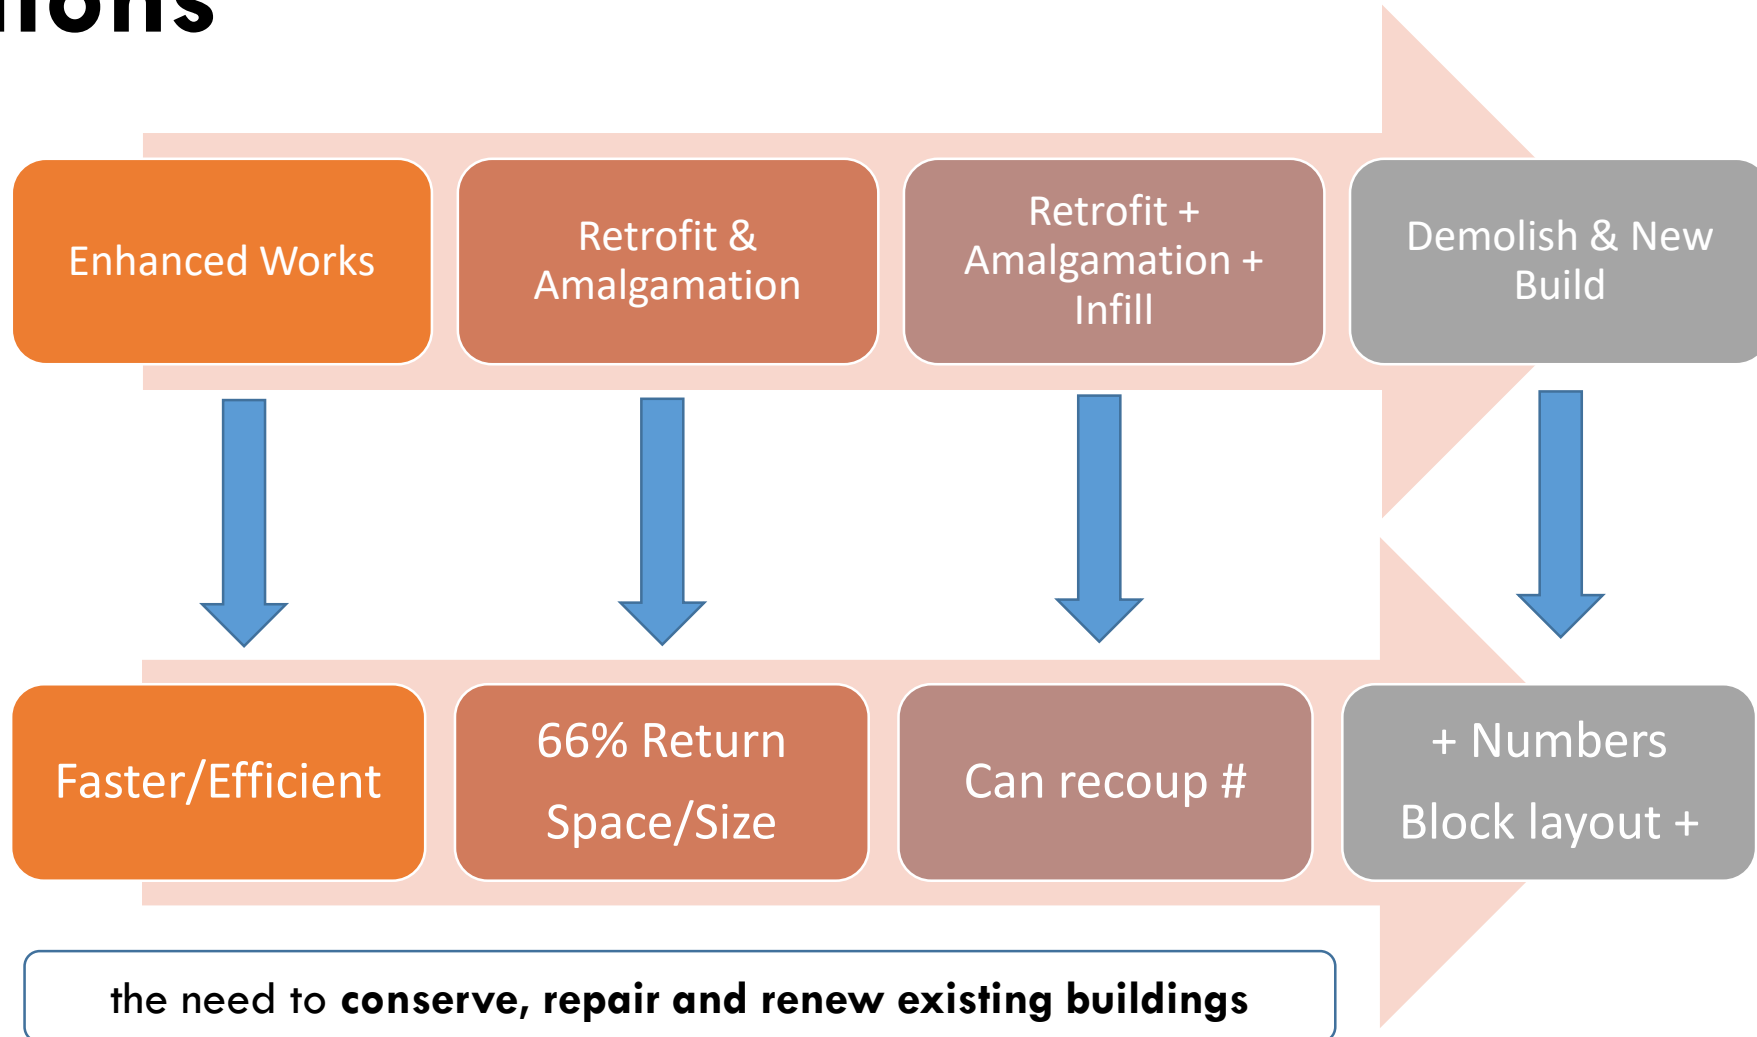 Enhanced Works
Retrofit &
Amalgamation
Retrofit +
Amalgamation +
Infill
Demolish & New
Build
Faster/Efficient
66% Return
Space/Size
Can recoup #
+ Numbers
Block layout +
the need to conserve, repair and renew existing buildings